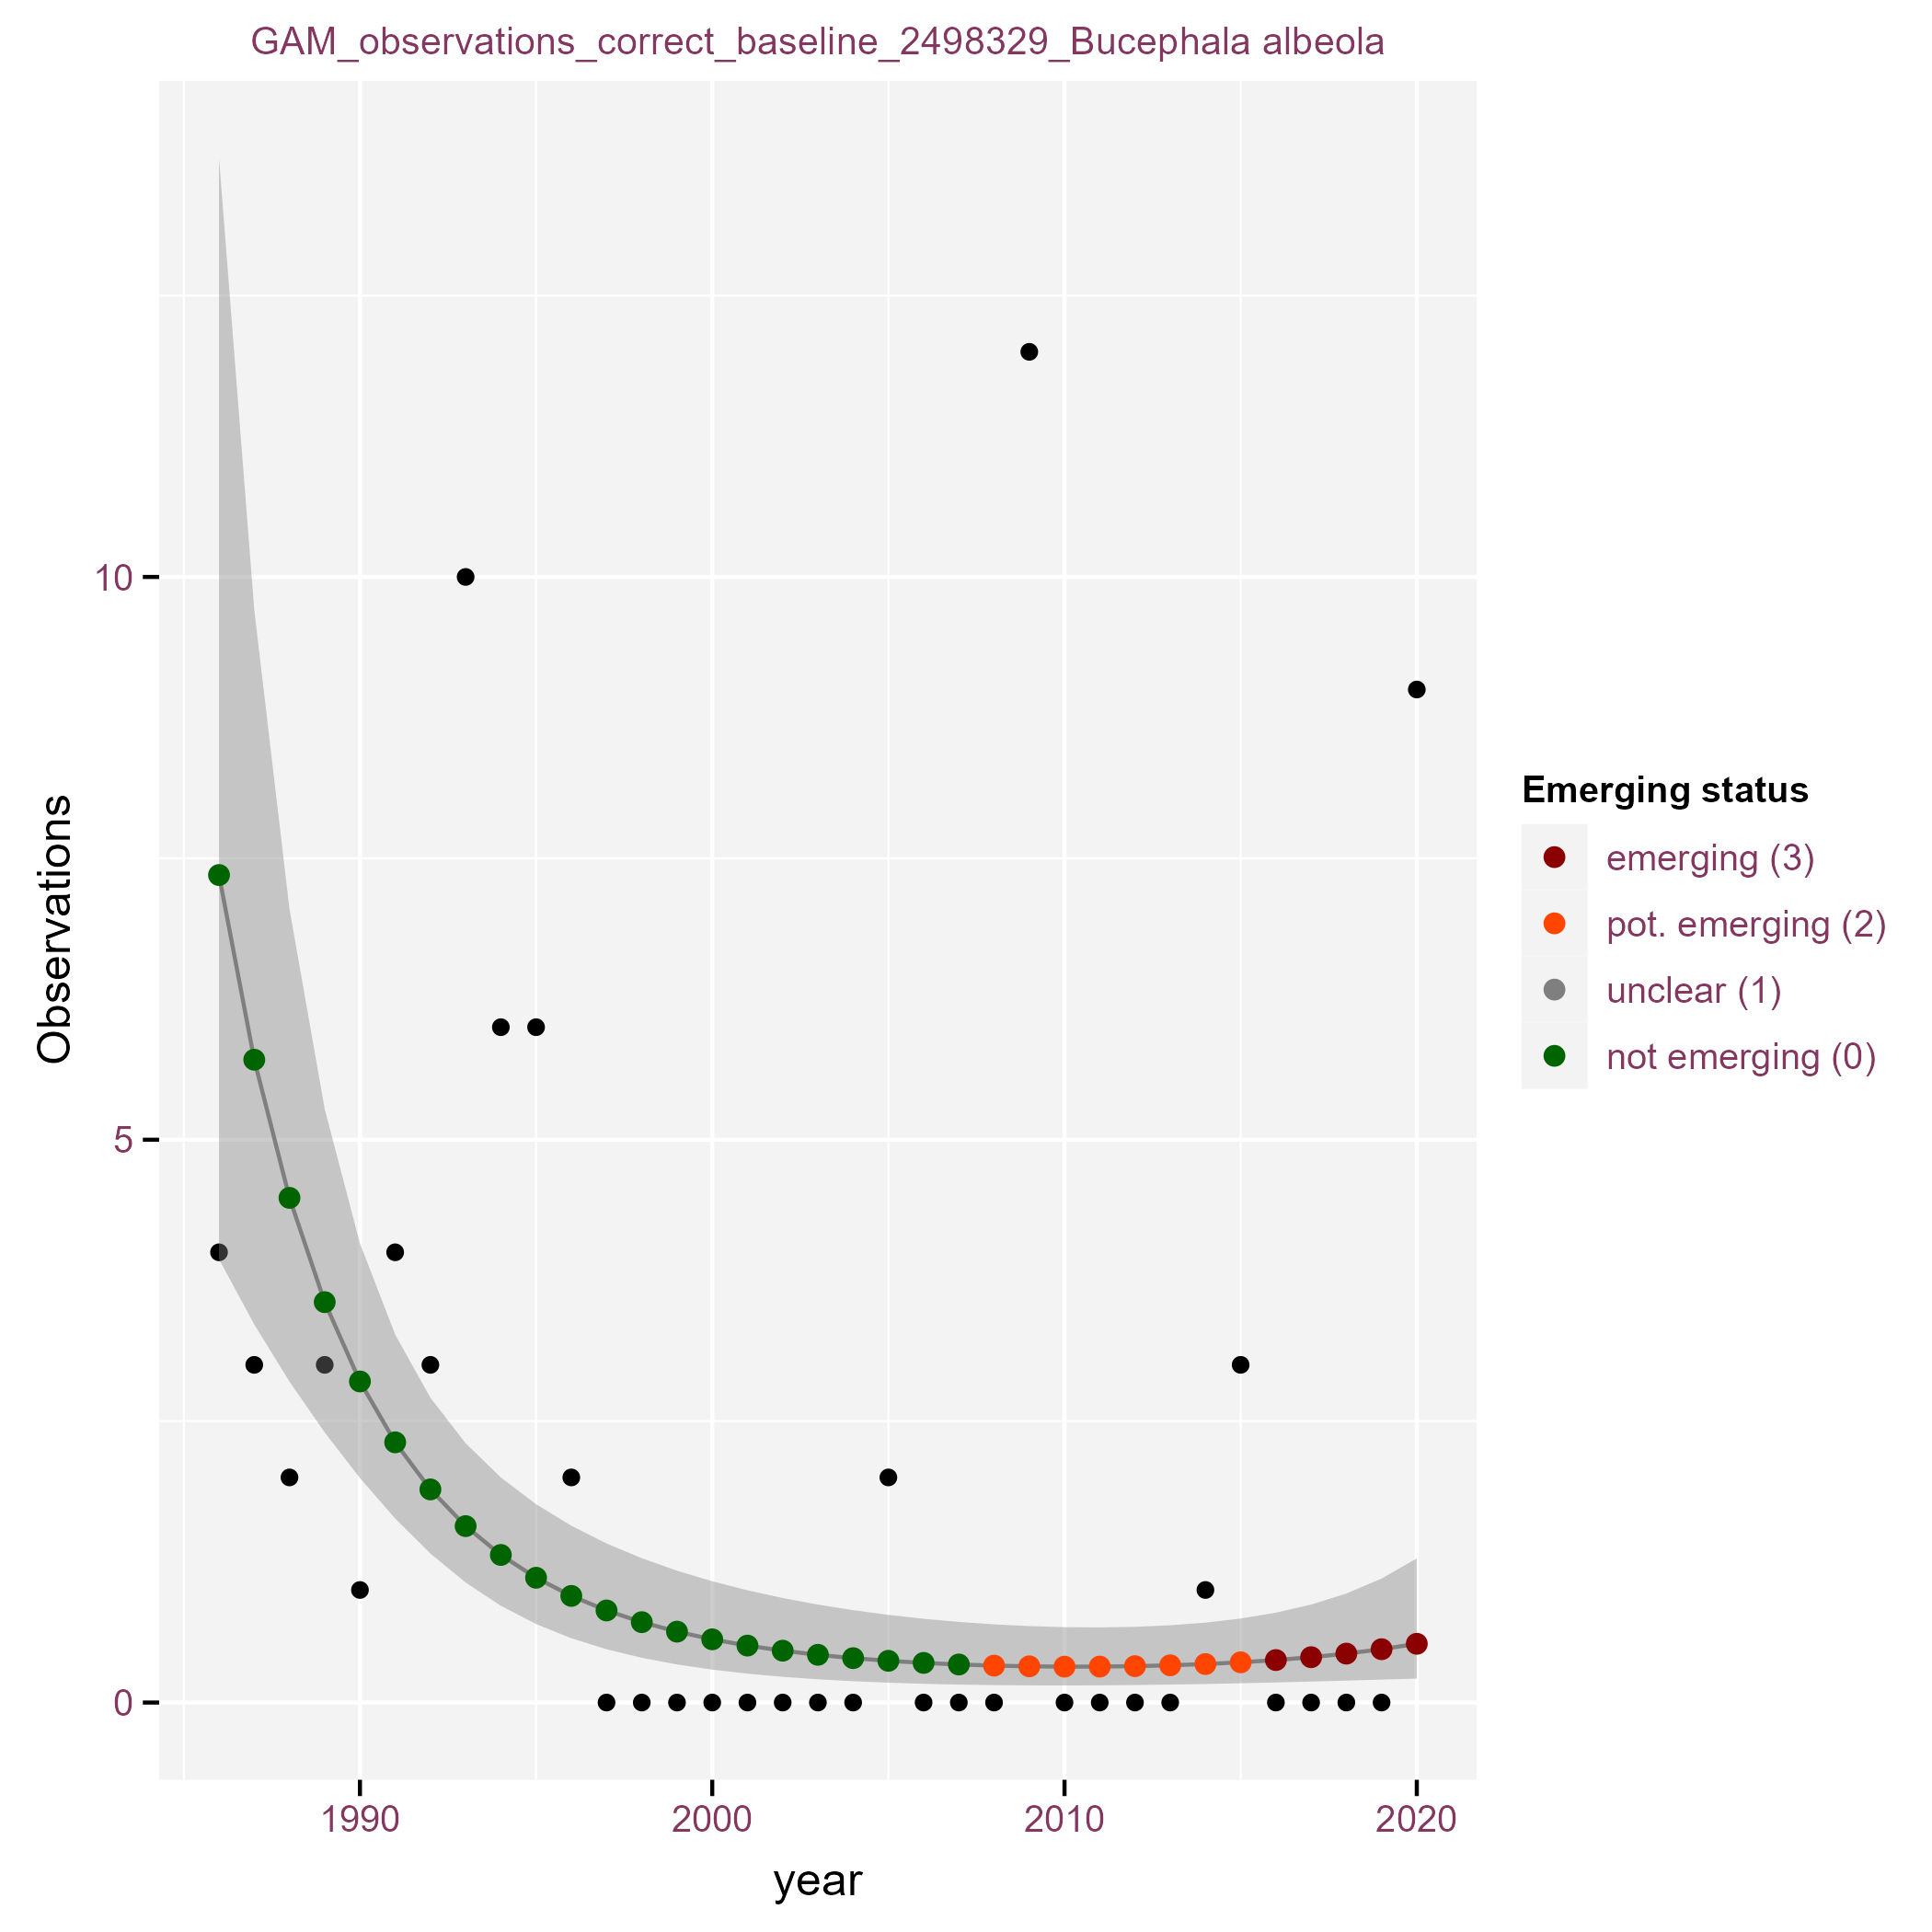 GAM_observations_correct_baseline_2498329_Bucephala albeola
Observations
10
5
0
1990 2000 2010 2020
year
Emerging status
emerging (3)
pot. emerging (2)
unclear (1)
not emerging (0)